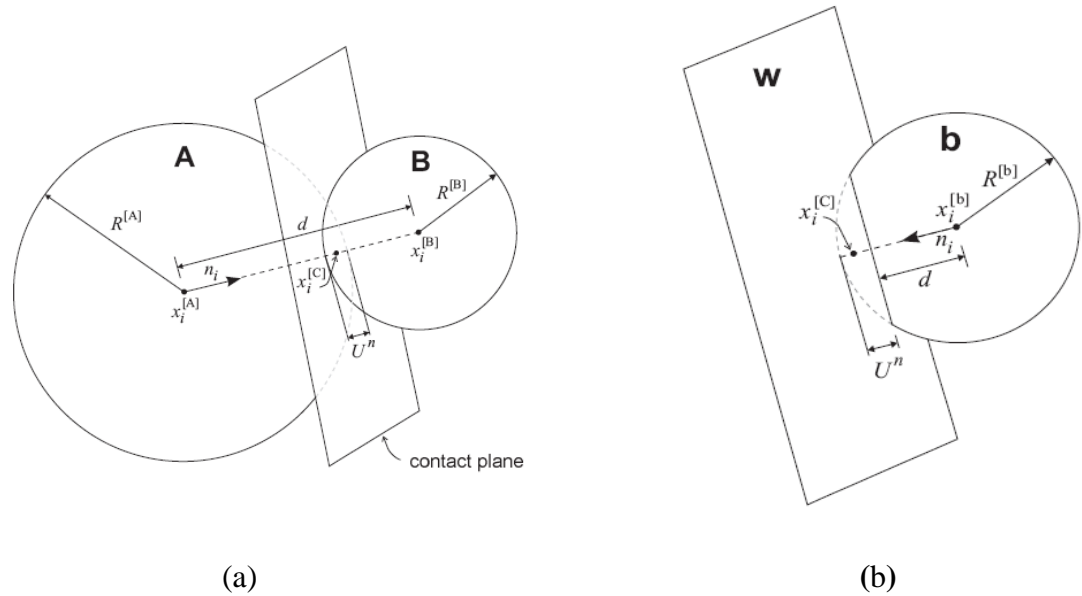 A
B
R^[A]
R^[B]
d
n_i
x_i^[A]
x_i^[B]
x_i^[C]
U^n
contact plane
(a)
w
b
R^[b]
x_i^[C]
x_i^[b]
n_i
d
U^n
(b)